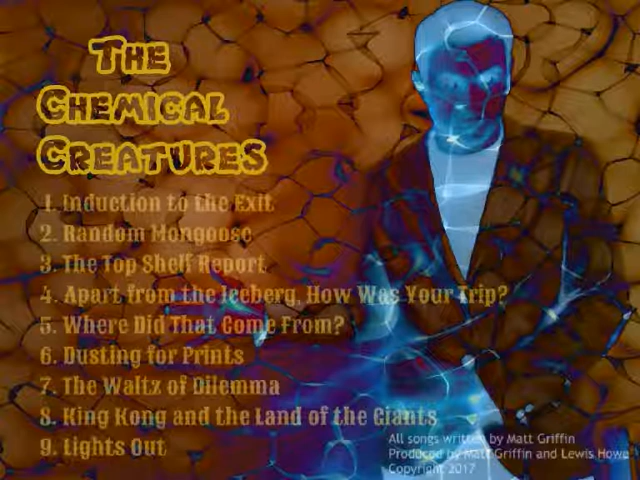 The
Chemical
Creatures
1. Induction to the Exit
2. Random Mongoose
3. The Top Shelf Report
4. Apart from the Iceberg, How Was Your Trip?
5. Where Did That Come From?
6. Dusting for Prints
7. The Waltz of Dilemma
8. King Kong and the Land of the Giants
9. Lights Out
All songs written by Matt Griffin
Produced by Matt Griffin and Lewis Howe
Copyright 2017